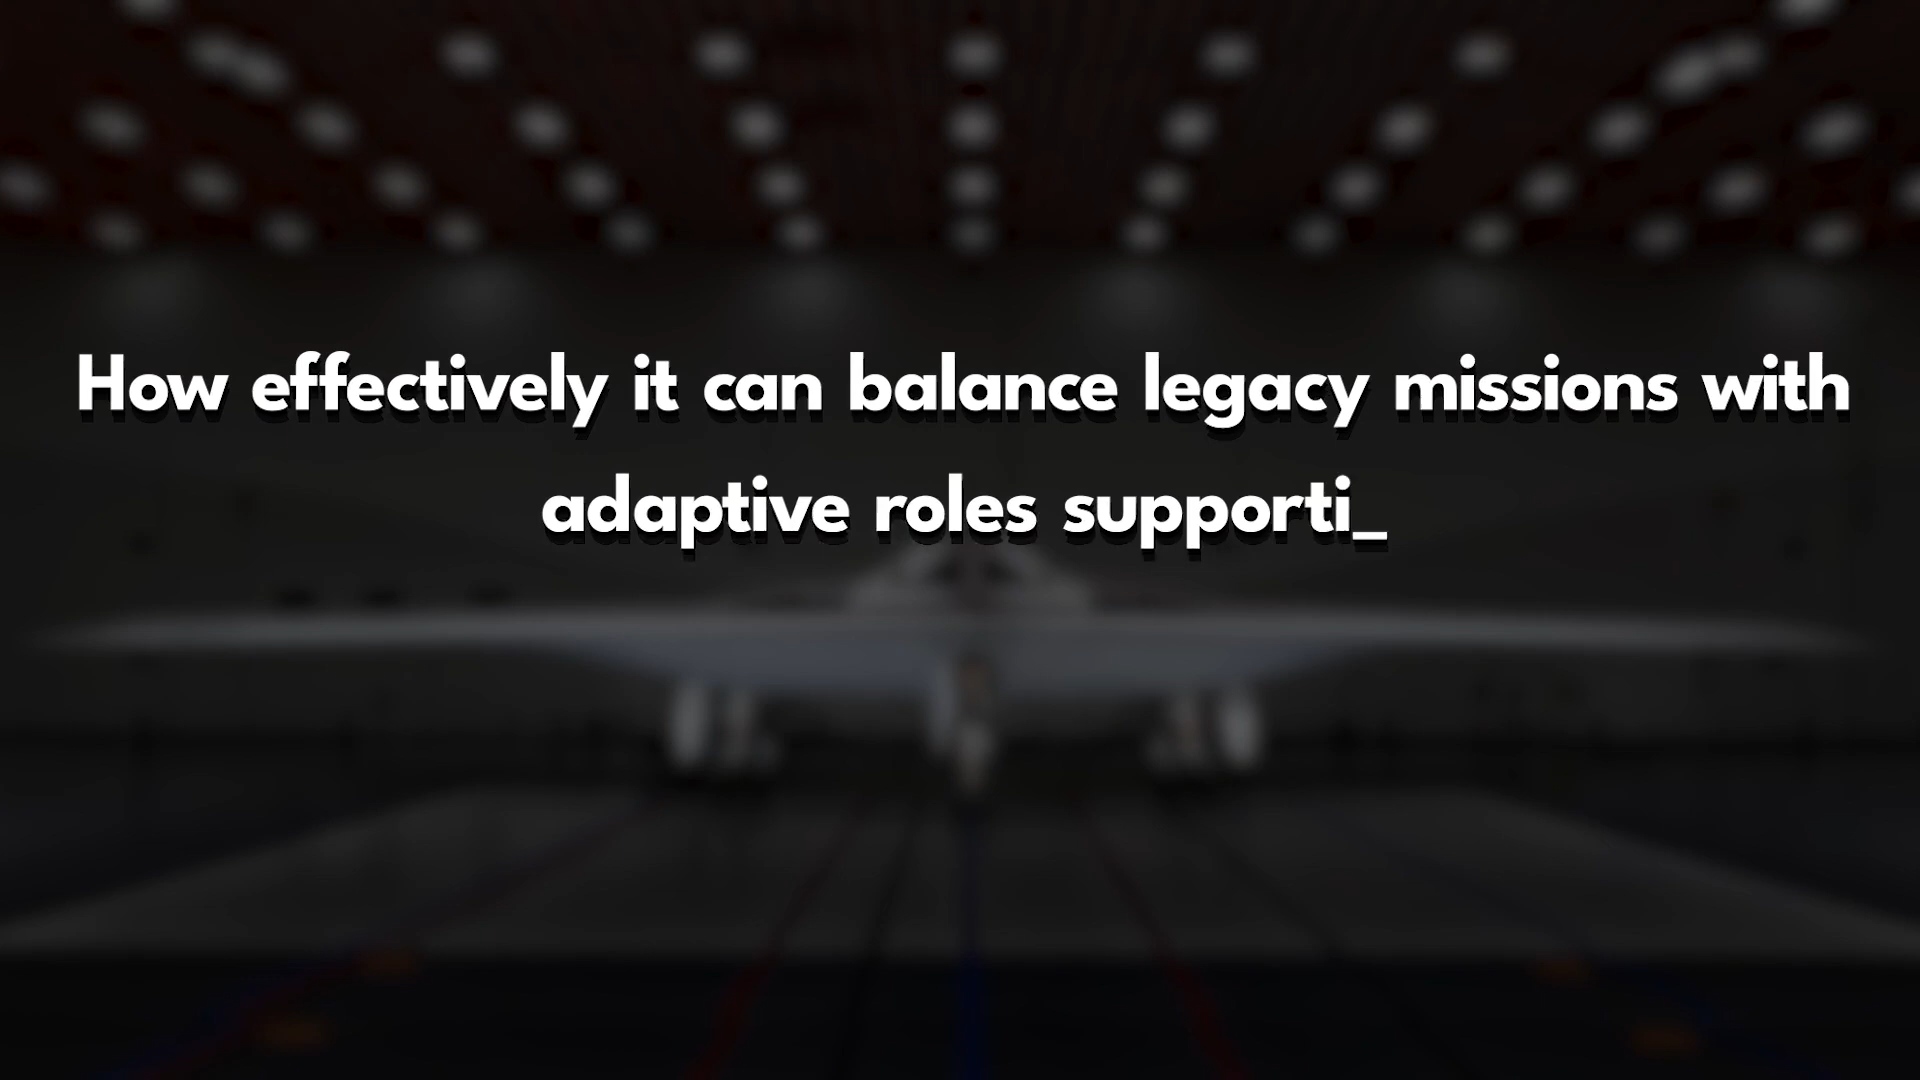 How effectively it can balance legacy missions with
adaptive roles supporti_